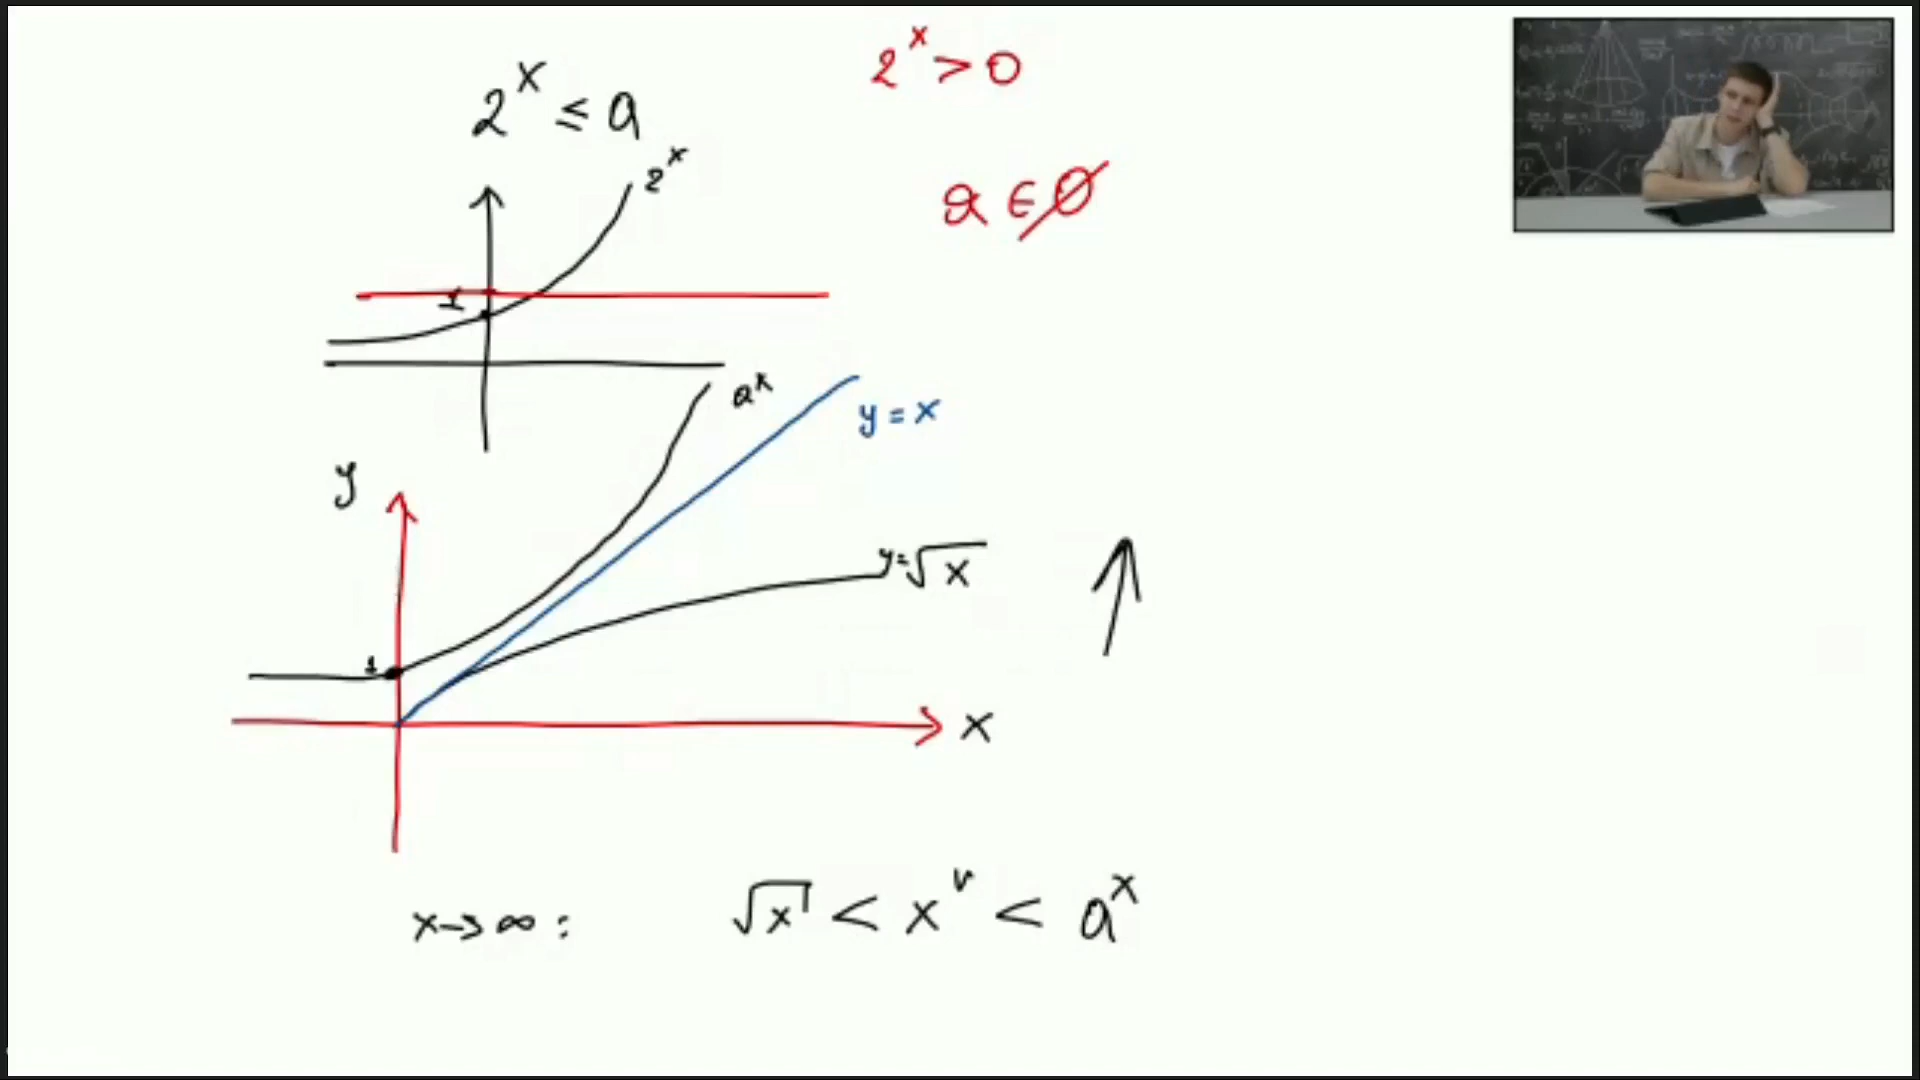 2^x > 0
2^x ≤ a
2^x
a ∈ ∅
1
a^x
y = x
y
y=√x
1
x
x→∞: √x < x^v < a^x